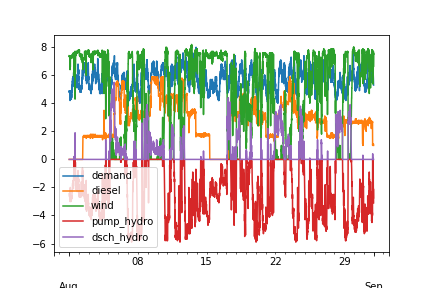 8
6
4
2
0
−2
−4
−6
demand
diesel
wind
pump_hydro
dsch_hydro
08 15 22 29
Aug Sep